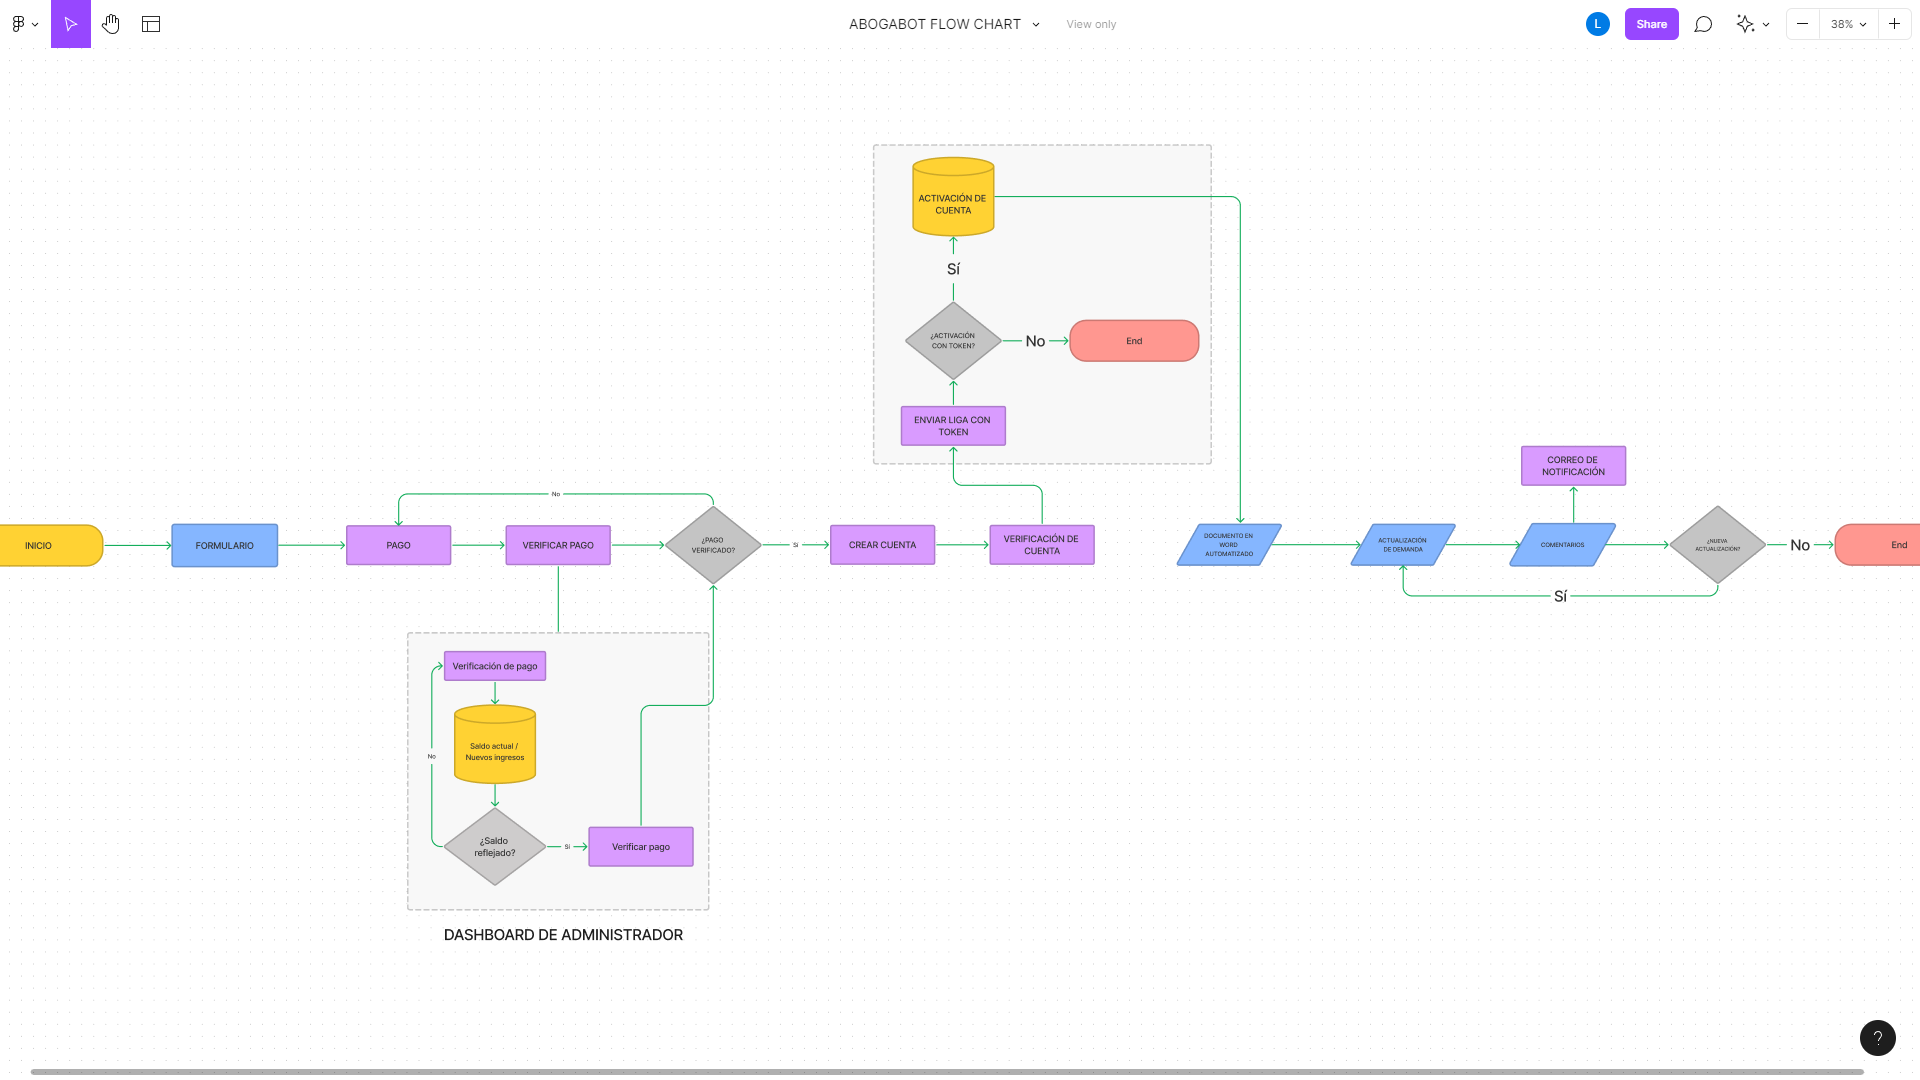 ABOGABOT FLOW CHART
View only
L
Share
38%
ACTIVACIÓN DE
CUENTA
Sí
¿ACTIVACIÓN
CON TOKEN?
No
End
ENVIAR LIGA CON
TOKEN
CORREO DE
NOTIFICACIÓN
No
INICIO
FORMULARIO
PAGO
VERIFICAR PAGO
¿PAGO
VERIFICADO?
Sí
CREAR CUENTA
VERIFICACIÓN DE
CUENTA
DOCUMENTO EN
WORD
AUTOMATIZADO
ACTUALIZACIÓN
DE DEMANDA
COMENTARIOS
¿NUEVA
ACTUALIZACIÓN?
No
End
Sí
Verificación de pago
Saldo actual /
Nuevos ingresos
No
¿Saldo
reflejado?
Sí
Verificar pago
DASHBOARD DE ADMINISTRADOR
?